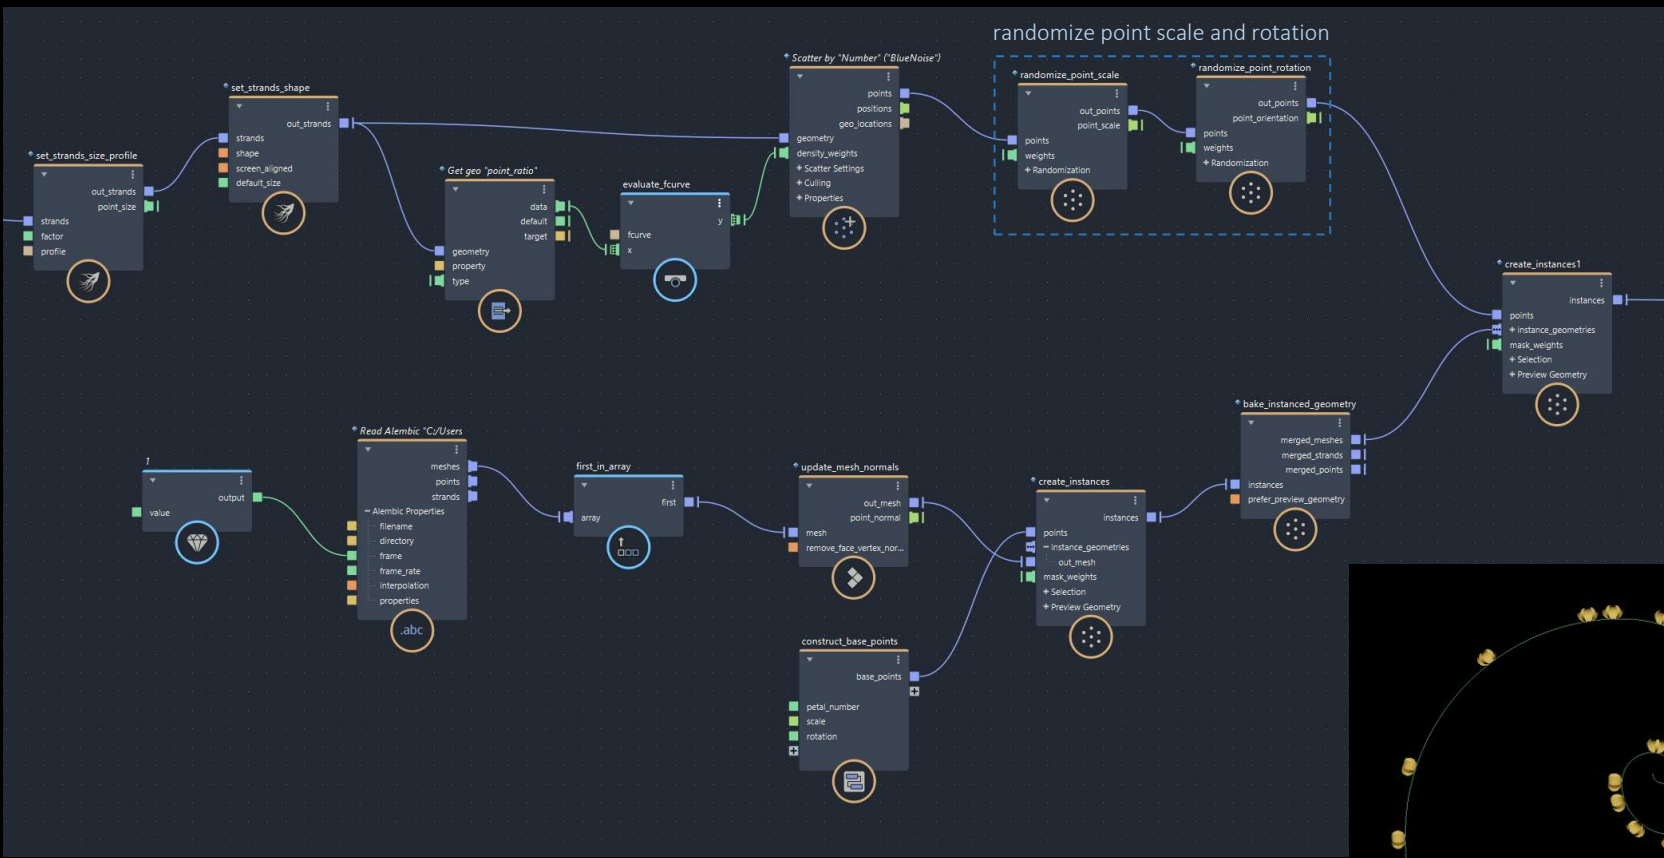 randomize point scale and rotation
Scatter by "Number" ("BlueNoise")
points
positions
geo_locations
geometry
density_weights
+ Scatter Settings
+ Culling
+ Properties
randomize_point_scale
out_points
point_scale
points
weights
+ Randomization
randomize_point_rotation
out_points
point_orientation
points
weights
+ Randomization
set_strands_shape
out_strands
strands
shape
screen_aligned
default_size
set_strands_size_profile
out_strands
point_size
strands
factor
profile
Get geo "point_ratio"
data
default
target
geometry
property
type
evaluate_fcurve
y
fcurve
x
create_instances1
instances
points
+ instance_geometries
mask_weights
+ Selection
+ Preview Geometry
bake_instanced_geometry
merged_meshes
merged_strands
merged_points
instances
prefer_preview_geometry
Read Alembic "C:/Users
meshes
points
strands
− Alembic Properties
filename
directory
frame
frame_rate
interpolation
properties
.abc
1
output
value
first_in_array
first
array
update_mesh_normals
out_mesh
point_normal
mesh
remove_face_vertex_nor...
create_instances
instances
points
− instance_geometries
out_mesh
mask_weights
+ Selection
+ Preview Geometry
construct_base_points
base_points
petal_number
scale
rotation